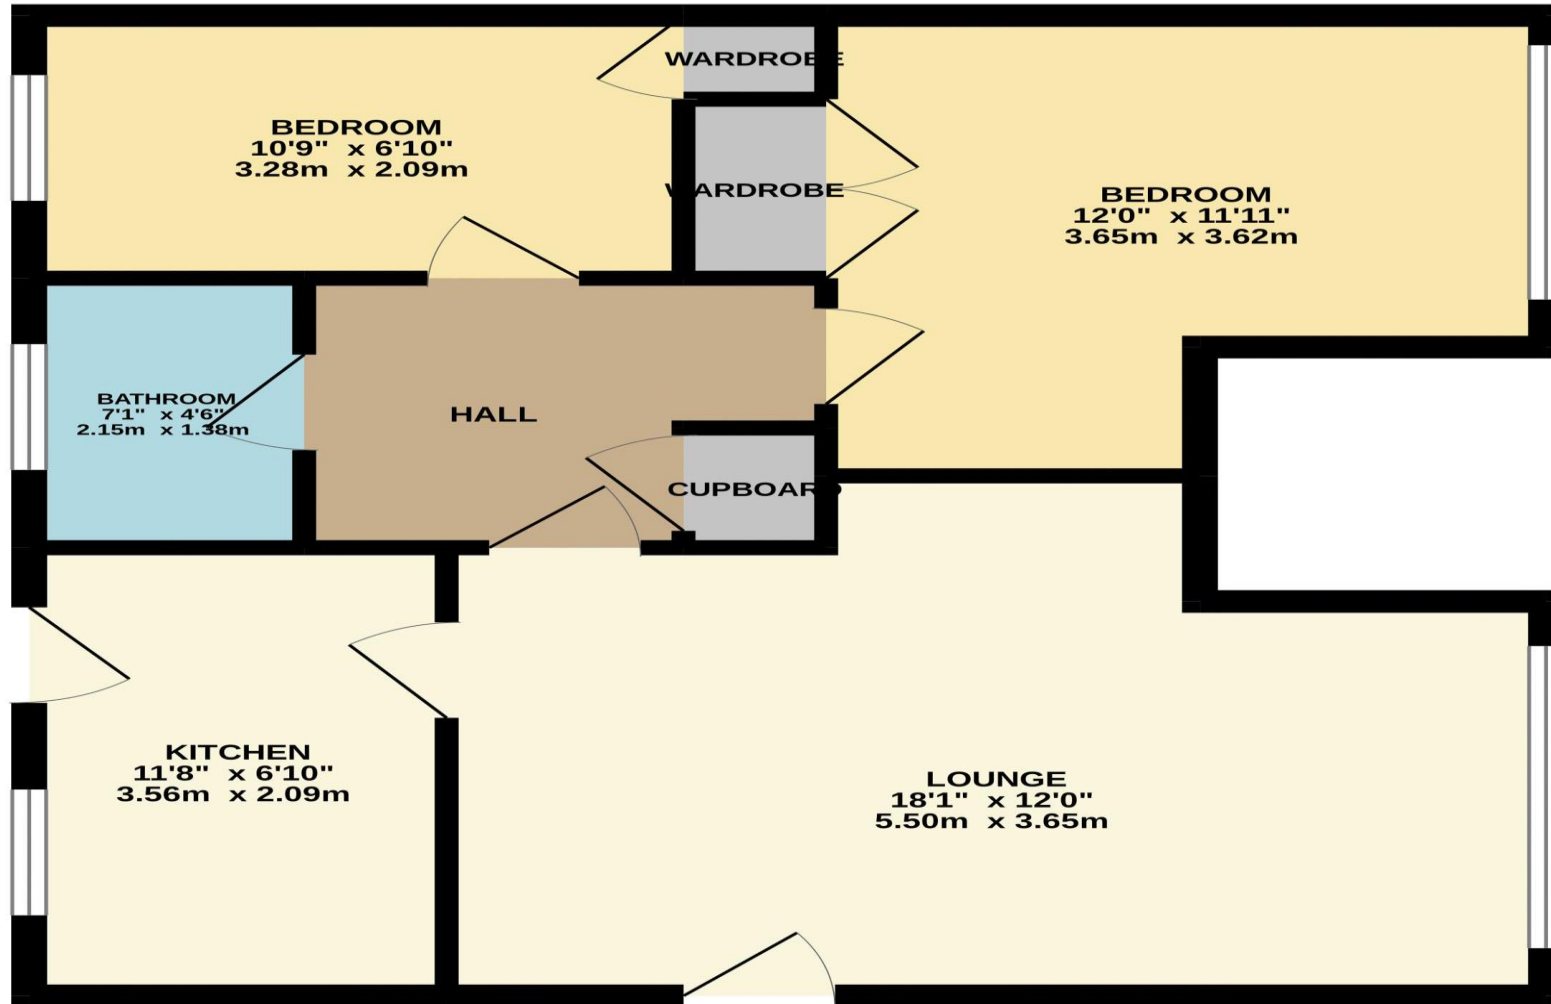 WARDROBE
BEDROOM
10'9" x 6'10"
3.28m x 2.09m
WARDROBE
BEDROOM
12'0" x 11'11"
3.65m x 3.62m
BATHROOM
7'1" x 4'6"
2.15m x 1.38m
HALL
CUPBOARD
KITCHEN
11'8" x 6'10"
3.56m x 2.09m
LOUNGE
18'1" x 12'0"
5.50m x 3.65m